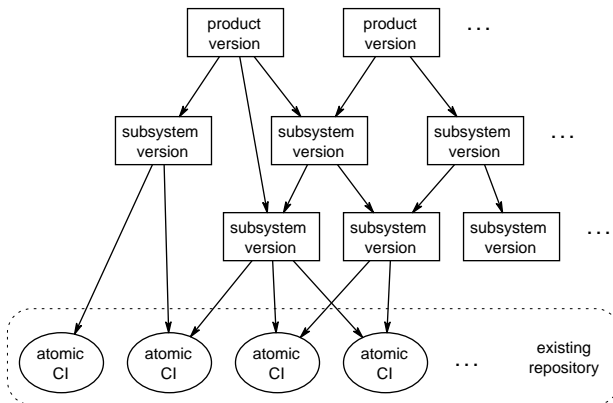 product
version
product
version
...
subsystem
version
subsystem
version
subsystem
version
...
subsystem
version
subsystem
version
subsystem
version
...
atomic
CI
atomic
CI
atomic
CI
atomic
CI
...
existing
repository